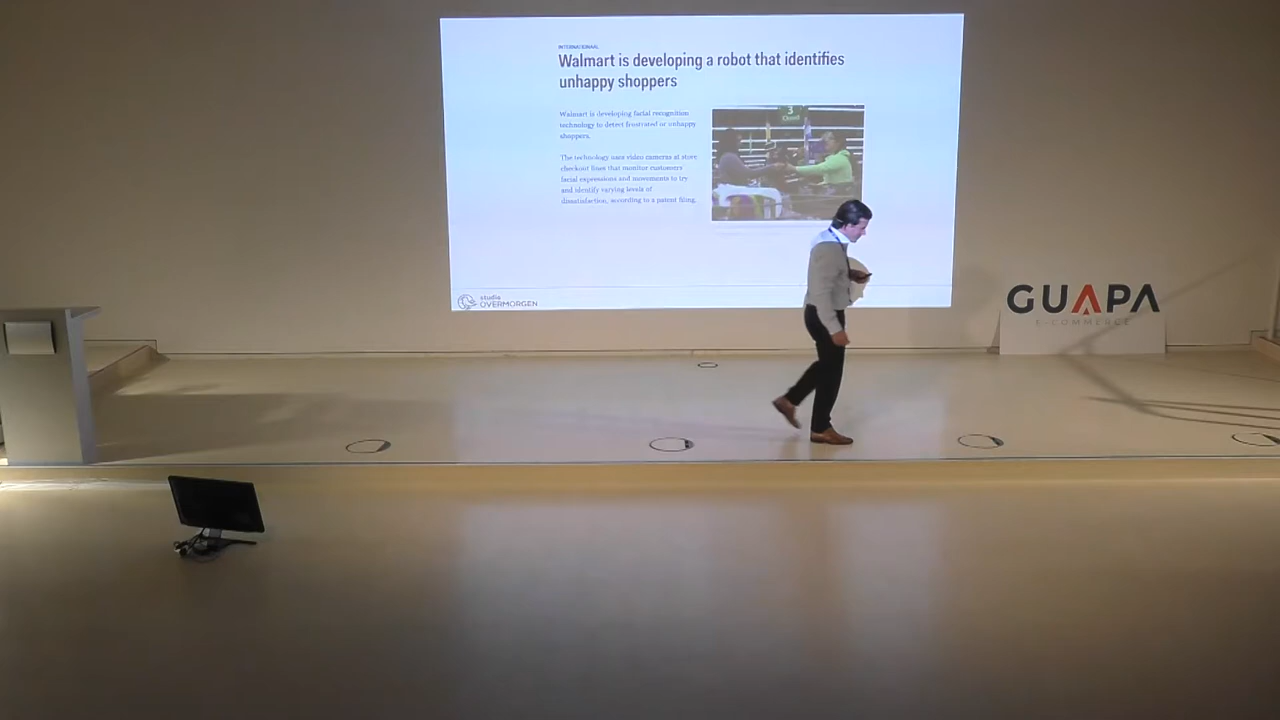 INTERNATIONAAL
Walmart is developing a robot that identifies
unhappy shoppers
Walmart is developing facial recognition
technology to detect frustrated or unhappy
shoppers.
The technology uses video cameras at store
checkout lines that monitor customers'
facial expressions and movements to try
and identify varying levels of
dissatisfaction, according to a patent filing.
3
Closed
studio
OVERMORGEN
GUAPA
E-COMMERCE